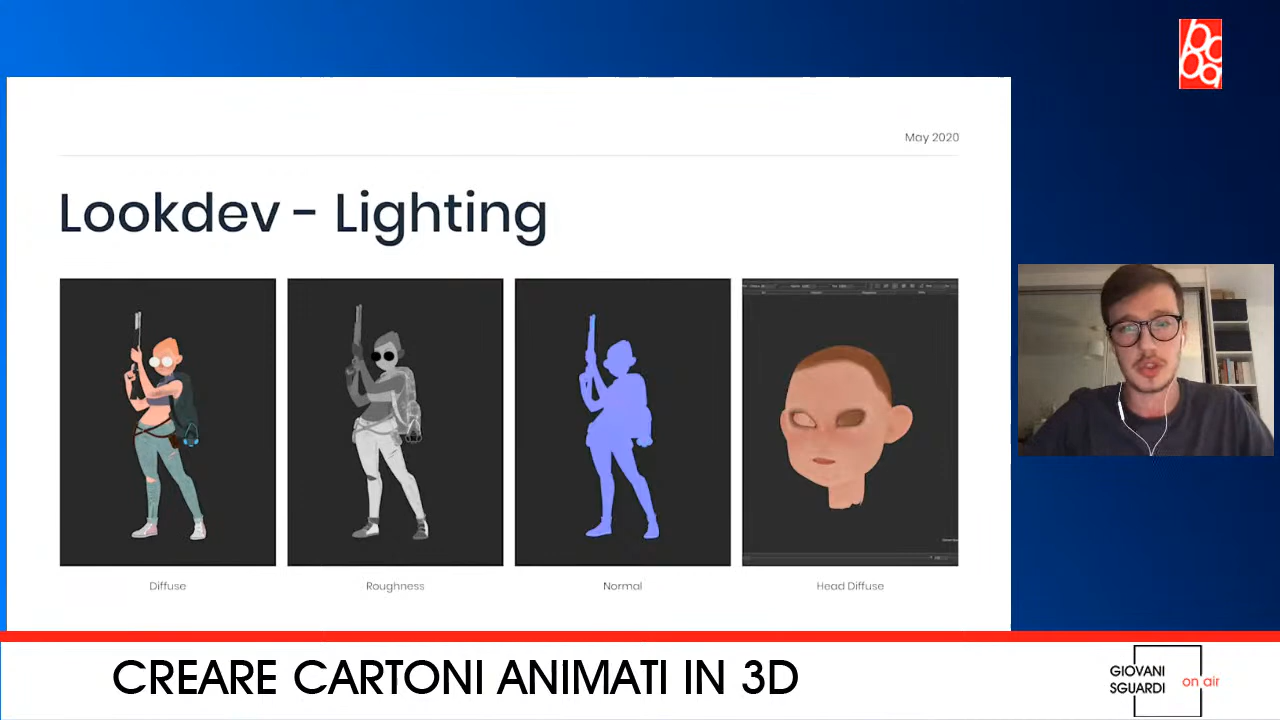 May 2020
Lookdev - Lighting
Diffuse
Roughness
Normal
Head Diffuse
CREARE CARTONI ANIMATI IN 3D
GIOVANI
SGUARDI on air